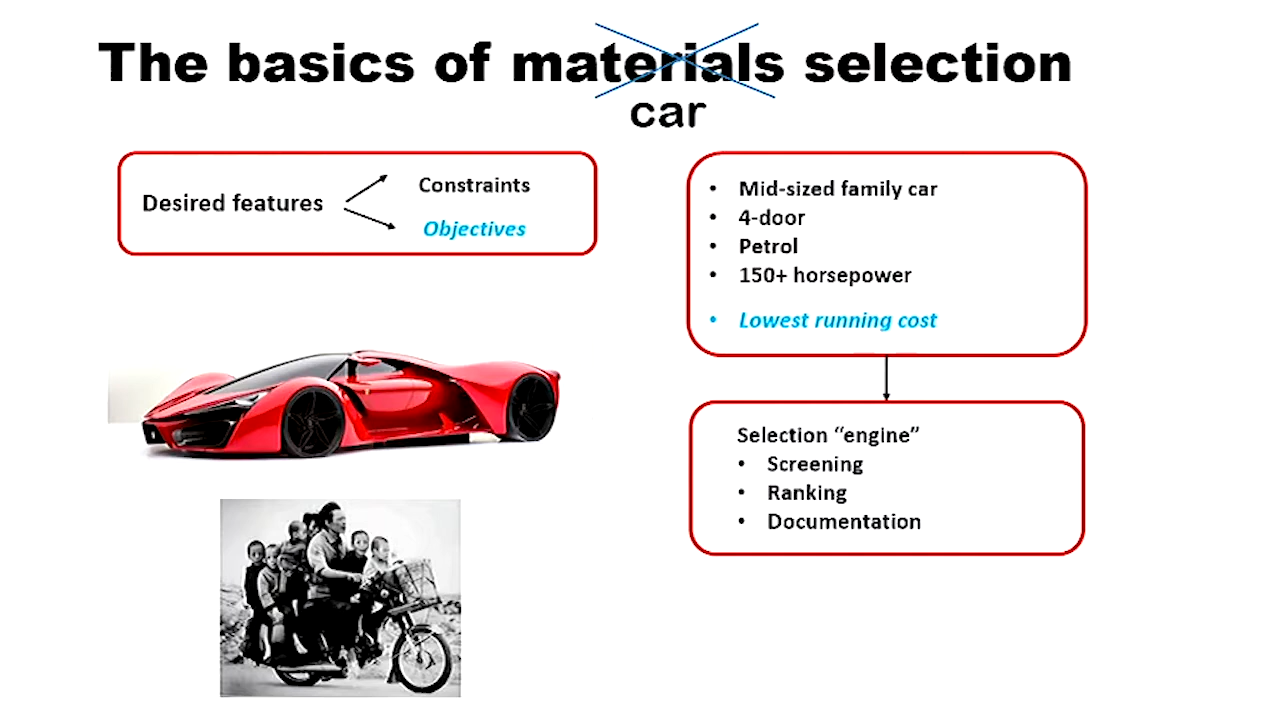 The basics of materials selection
car
Desired features
Constraints
Objectives
• Mid-sized family car
• 4-door
• Petrol
• 150+ horsepower
• Lowest running cost
Selection “engine”
• Screening
• Ranking
• Documentation